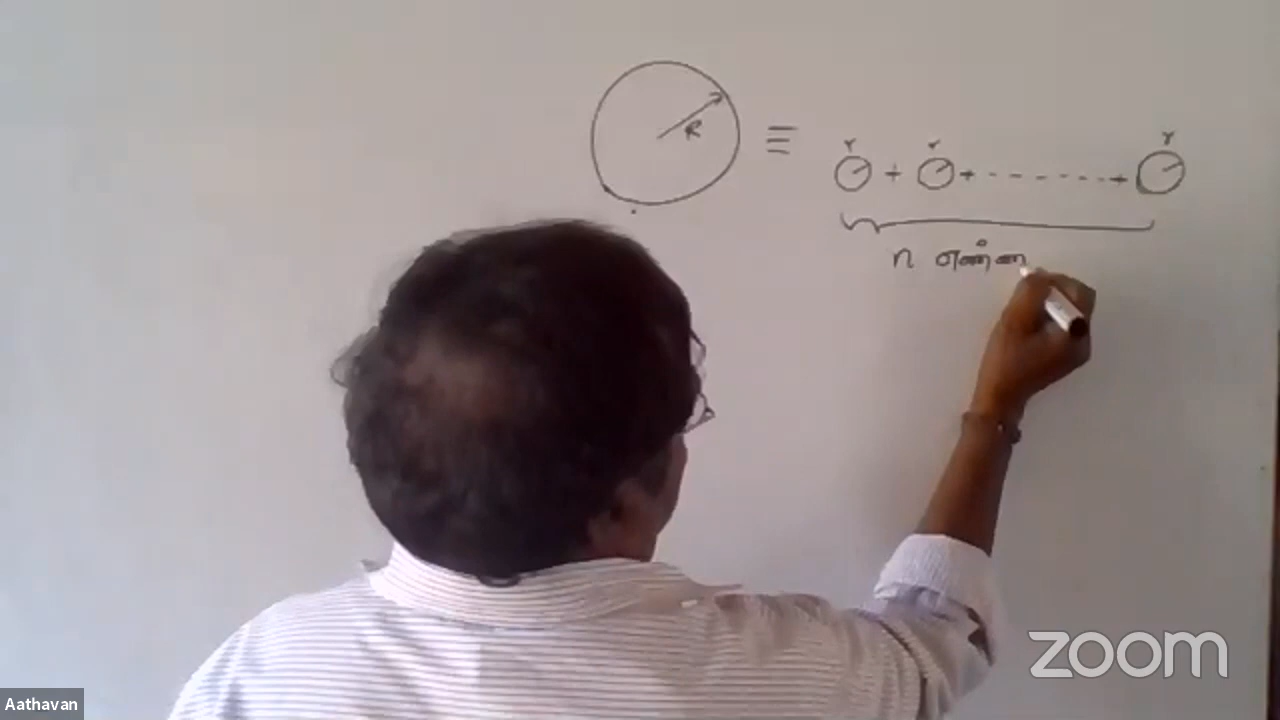 R ≡
r r r
+ + - - - - - - - +
n எண்ண
zoom
Aathavan